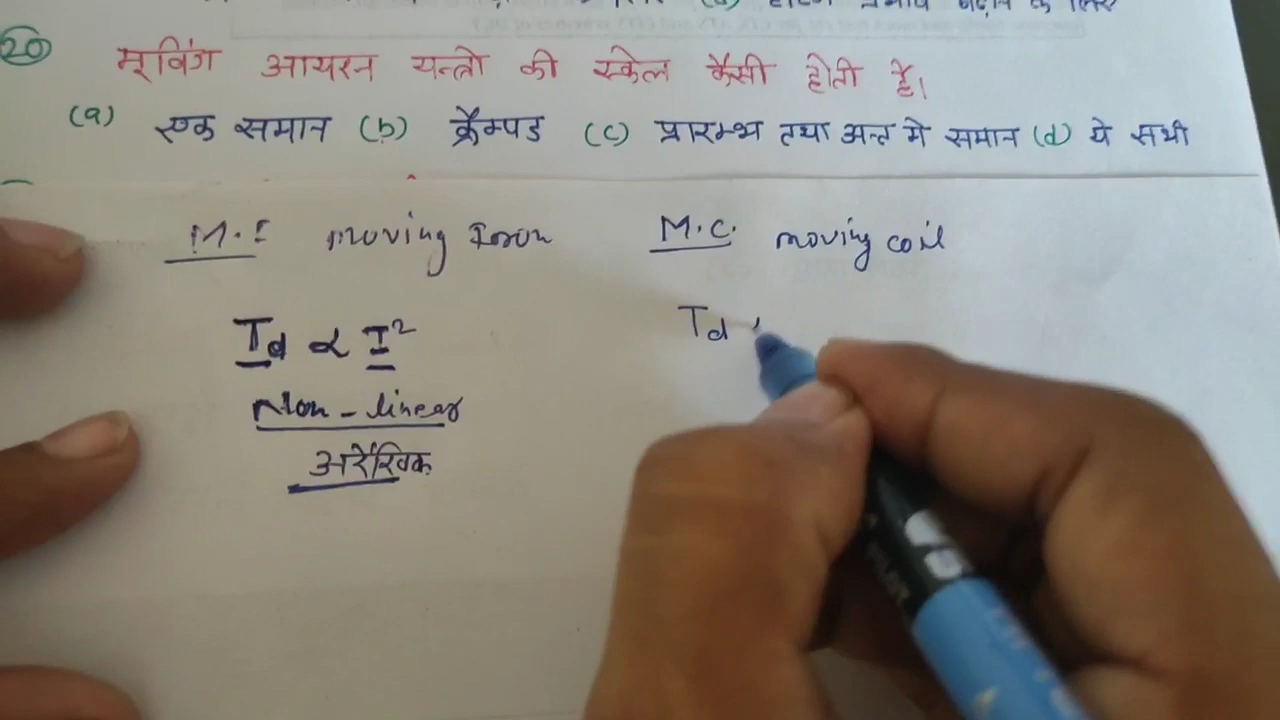 (d)
(20) मूविंग आयरन यन्त्रो की स्केल कैसी होती है।
(a) एक समान (b) क्रैम्पड (c) प्रारम्भ तथा अन्त मे समान (d) ये सभी
M.I moving Iron
M.C. moving coil
Td ∝ I²
Td
Non-linear
अरैखिक